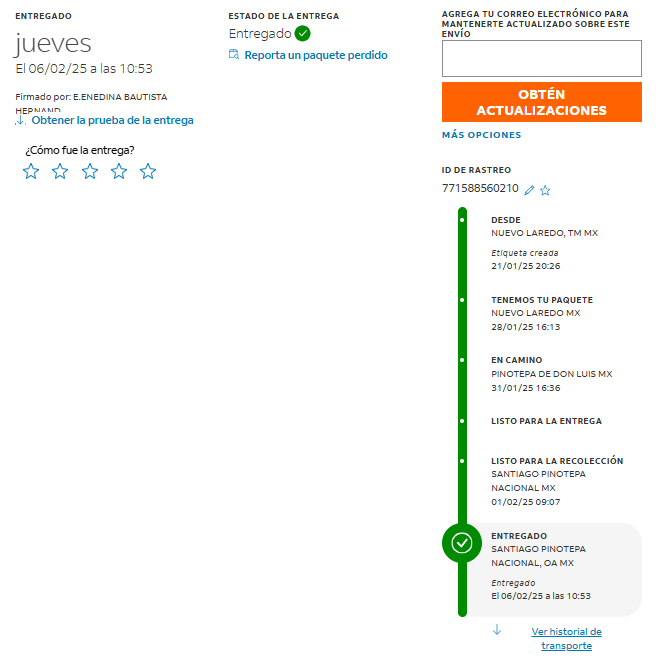 ENTREGADO
jueves
El 06/02/25 a las 10:53
Firmado por: E.ENEDINA BAUTISTA
HERNAND
Obtener la prueba de la entrega
¿Cómo fue la entrega?
ESTADO DE LA ENTREGA
Entregado
Reporta un paquete perdido
AGREGA TU CORREO ELECTRÓNICO PARA
MANTENERTE ACTUALIZADO SOBRE ESTE
ENVÍO
OBTÉN
ACTUALIZACIONES
MÁS OPCIONES
ID DE RASTREO
771588560210
DESDE
NUEVO LAREDO, TM MX
Etiqueta creada
21/01/25 20:26
TENEMOS TU PAQUETE
NUEVO LAREDO MX
28/01/25 16:13
EN CAMINO
PINOTEPA DE DON LUIS MX
31/01/25 16:36
LISTO PARA LA ENTREGA
LISTO PARA LA RECOLECCIÓN
SANTIAGO PINOTEPA
NACIONAL MX
01/02/25 09:07
ENTREGADO
SANTIAGO PINOTEPA
NACIONAL, OA MX
Entregado
El 06/02/25 a las 10:53
Ver historial de
transporte